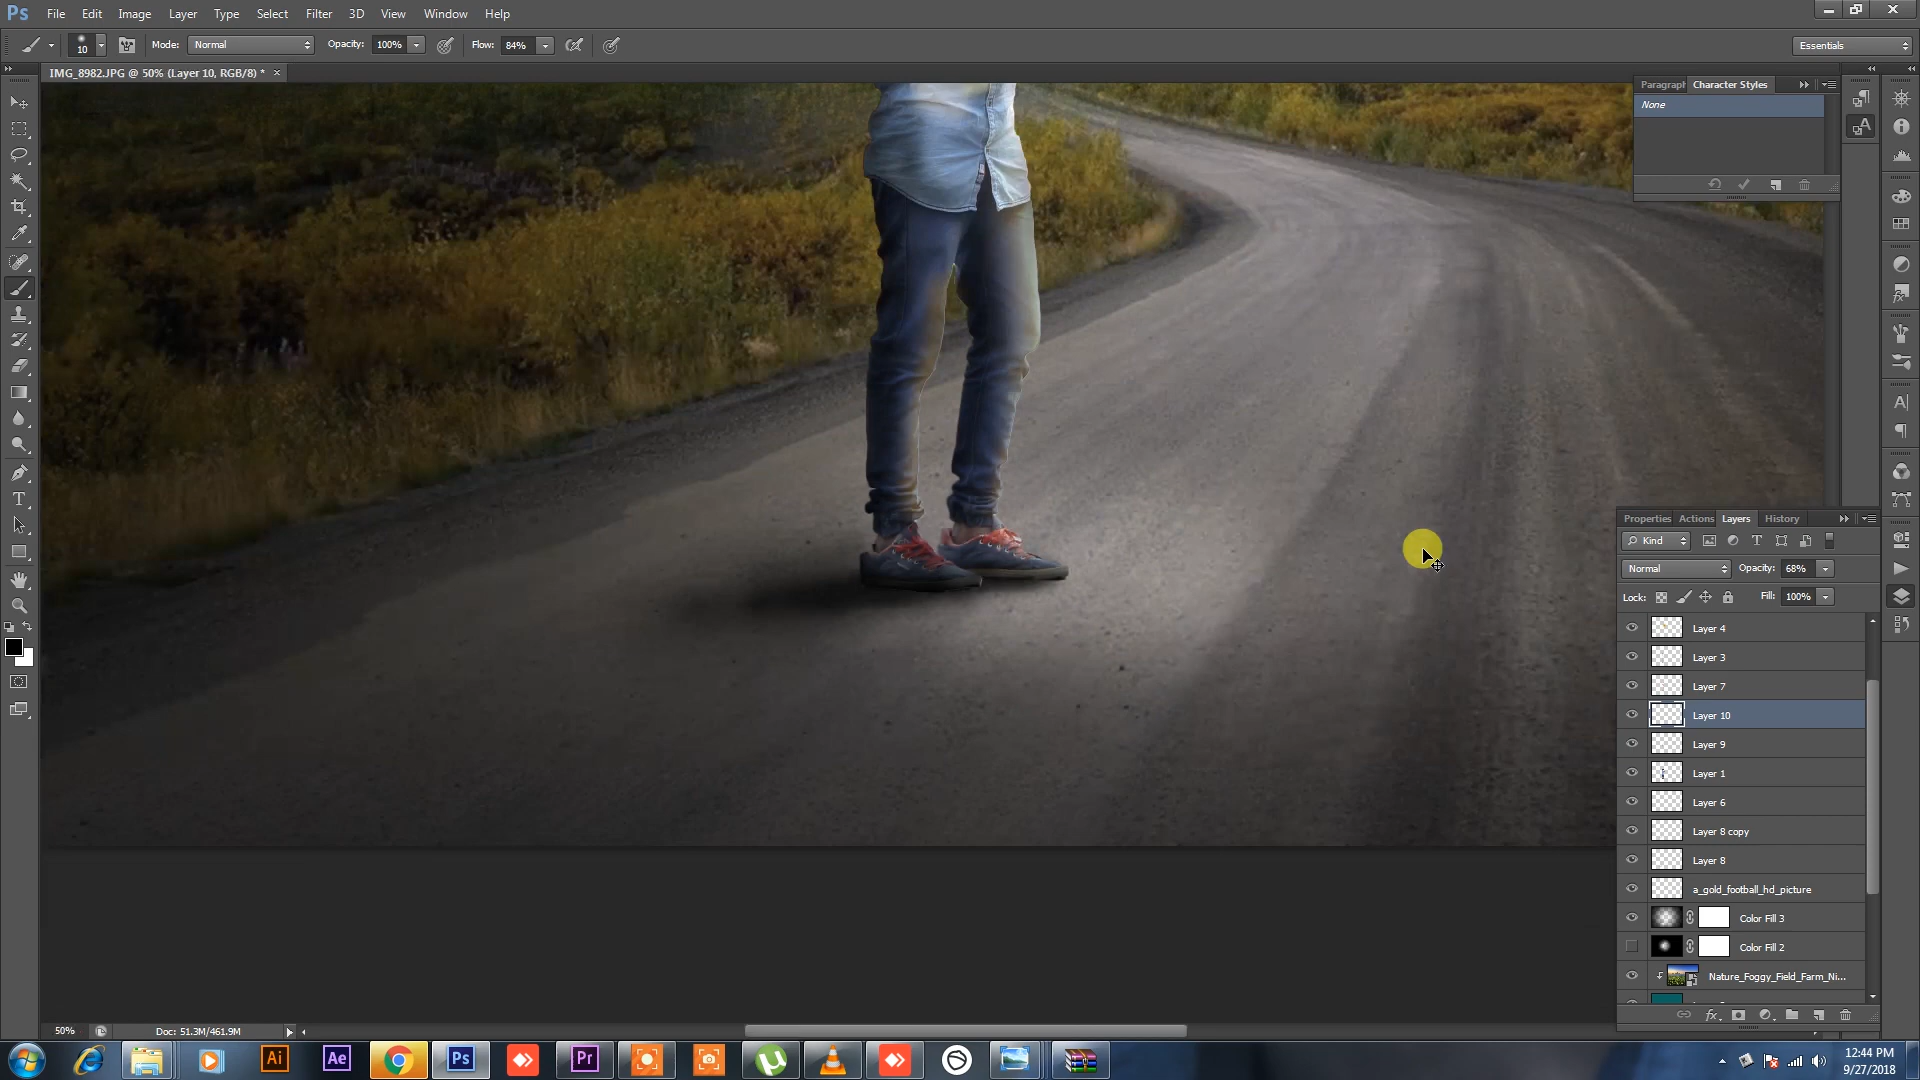 Ps File Edit Image Layer Type Select Filter 3D View Window Help
10 Mode: Normal Opacity: 100% Flow: 84% Essentials
IMG_8982.JPG @ 50% (Layer 10, RGB/8) * ×
Paragraph Character Styles
None
Properties Actions Layers History
Kind
Normal Opacity: 68%
Lock: Fill: 100%
Layer 4
Layer 3
Layer 7
Layer 10
Layer 9
Layer 1
Layer 6
Layer 8 copy
Layer 8
a_gold_football_hd_picture
Color Fill 3
Color Fill 2
Nature_Foggy_Field_Farm_Ni...
fx
50% Doc: 51.3M/461.9M
Ai Ae Ps Pr
12:44 PM
9/27/2018